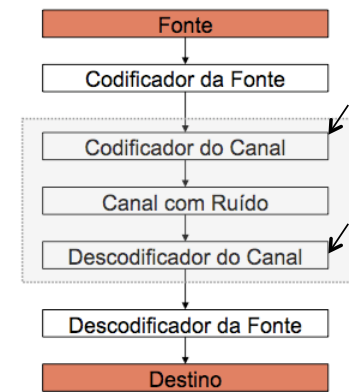 Fonte
Codificador da Fonte
Codificador do Canal
Canal com Ruído
Descodificador do Canal
Descodificador da Fonte
Destino